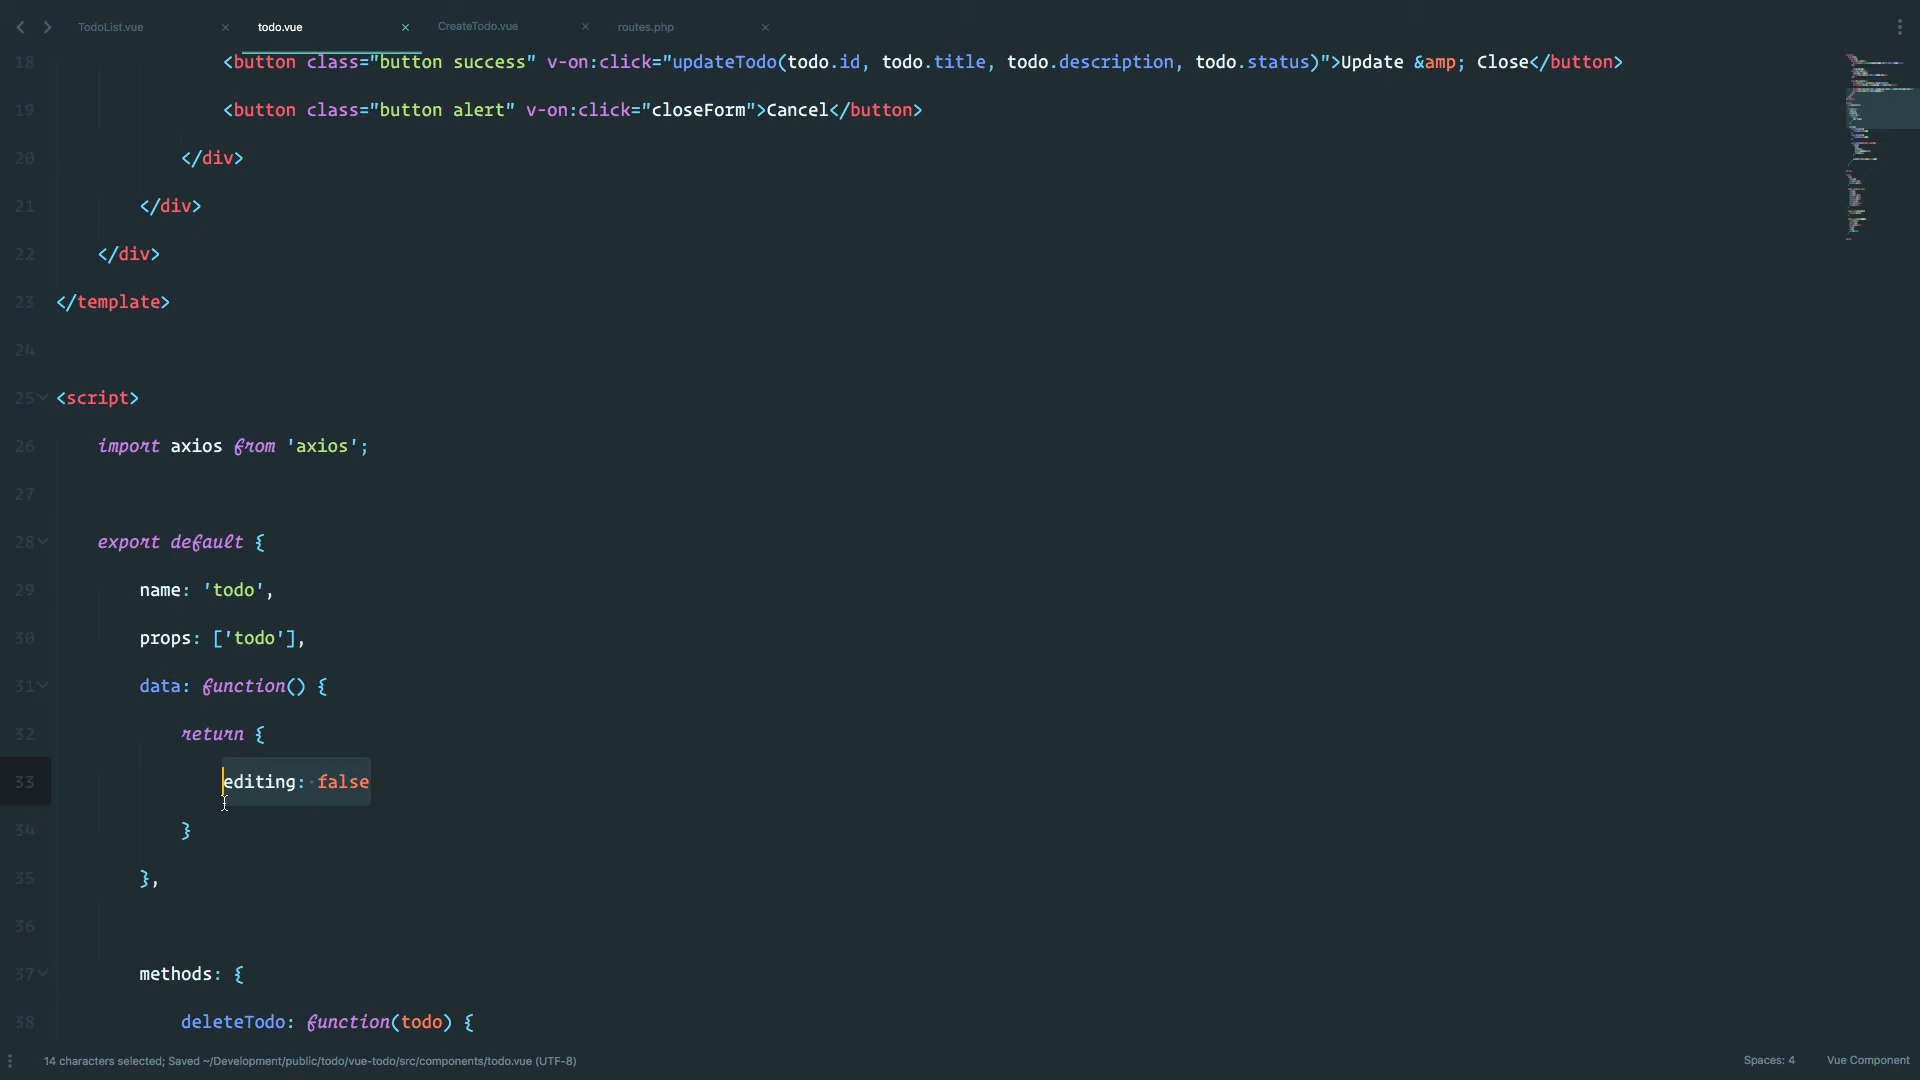 TodoList.vue
todo.vue
CreateTodo.vue
routes.php
18 <button class="button success" v-on:click="updateTodo(todo.id, todo.title, todo.description, todo.status)">Update &amp; Close</button>
19 <button class="button alert" v-on:click="closeForm">Cancel</button>
20 </div>
21 </div>
22 </div>
23 </template>
24
25 <script>
26 import axios from 'axios';
27
28 export default {
29 name: 'todo',
30 props: ['todo'],
31 data: function() {
32 return {
33 editing: false
34 }
35 },
36
37 methods: {
38 deleteTodo: function(todo) {
14 characters selected; Saved ~/Development/public/todo/vue-todo/src/components/todo.vue (UTF-8)
Spaces: 4
Vue Component